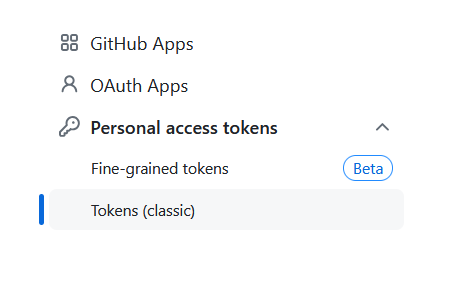 GitHub Apps
OAuth Apps
Personal access tokens
Fine-grained tokens Beta
Tokens (classic)